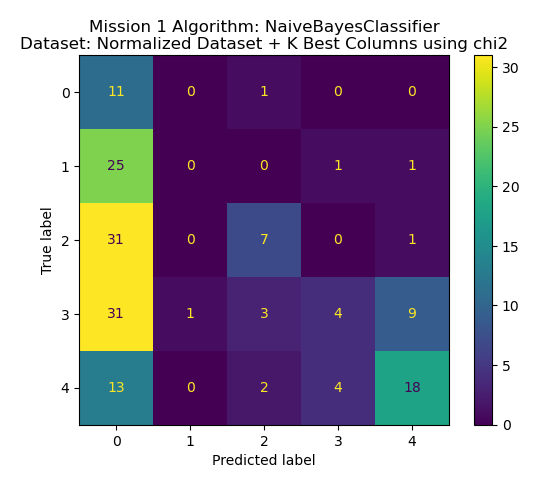 Mission 1 Algorithm: NaiveBayesClassifier
Dataset: Normalized Dataset + K Best Columns using chi2
True label
0 11 0 1 0 0
1 25 0 0 1 1
2 31 0 7 0 1
3 31 1 3 4 9
4 13 0 2 4 18
0 1 2 3 4
Predicted label
30
25
20
15
10
5
0